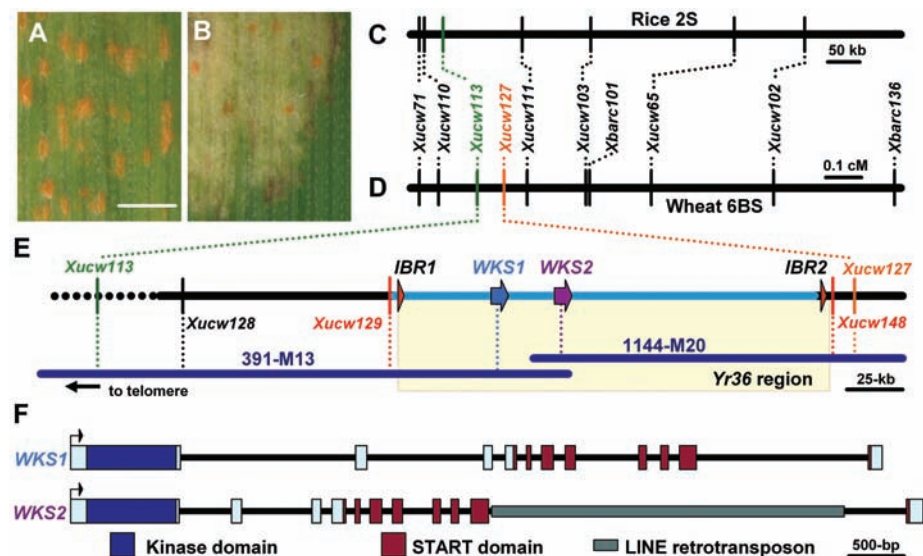 A
B
C
Rice 2S
50 kb
Xucw71
Xucw110
Xucw113
Xucw127
Xucw111
Xucw103
Xbarc101
Xucw65
Xucw102
Xbarc136
0.1 cM
D
Wheat 6BS
E
Xucw113
IBR1
WKS1
WKS2
IBR2
Xucw127
Xucw128
Xucw129
Xucw148
391-M13
1144-M20
to telomere
Yr36 region
25-kb
F
WKS1
WKS2
Kinase domain
START domain
LINE retrotransposon
500-bp